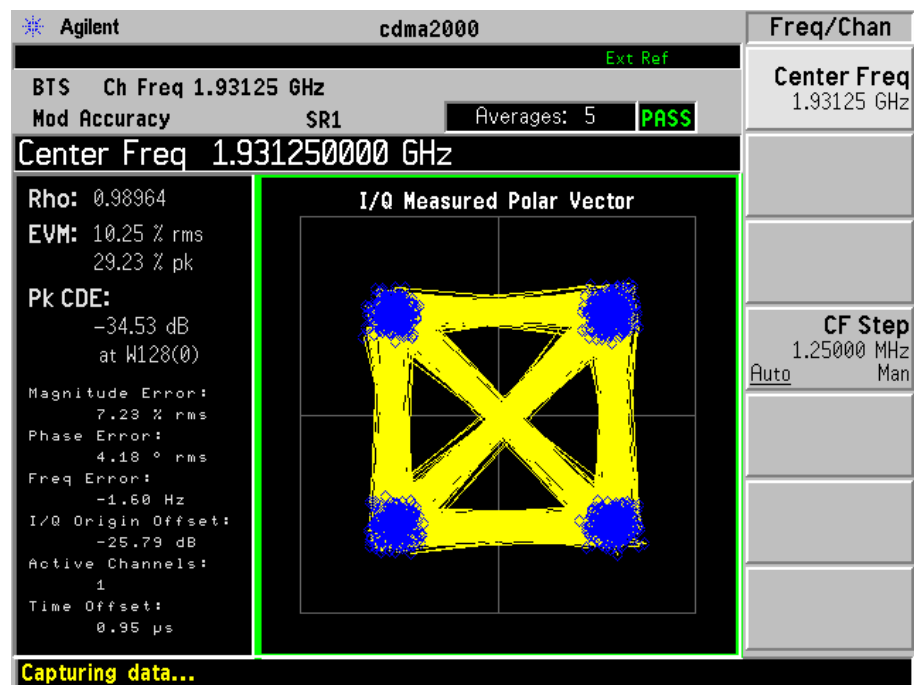 Agilent
cdma2000
Freq/Chan
Ext Ref
BTS Ch Freq 1.93125 GHz
Mod Accuracy SR1 Averages: 5 PASS
Center Freq 1.931250000 GHz
Rho: 0.98964
EVM: 10.25 % rms
29.23 % pk
Pk CDE:
-34.53 dB
at W128(0)
Magnitude Error:
7.23 % rms
Phase Error:
4.18 ° rms
Freq Error:
-1.60 Hz
I/Q Origin Offset:
-25.79 dB
Active Channels:
1
Time Offset:
0.95 µs
I/Q Measured Polar Vector
Center Freq
1.93125 GHz
CF Step
1.25000 MHz
Auto Man
Capturing data...